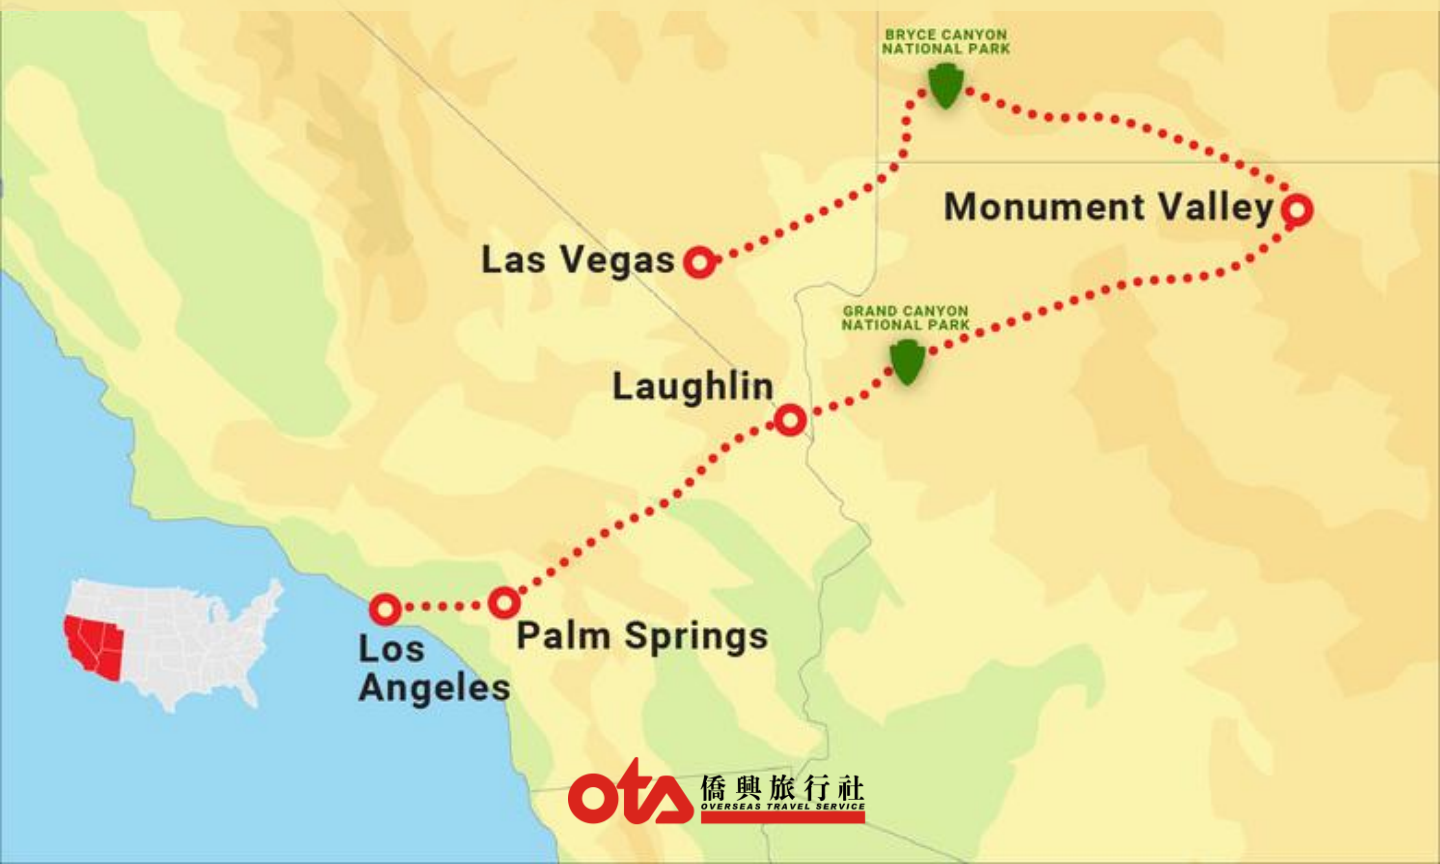 BRYCE CANYON
NATIONAL PARK
Monument Valley
Las Vegas
GRAND CANYON
NATIONAL PARK
Laughlin
Palm Springs
Los
Angeles
ota 僑興旅行社
OVERSEAS TRAVEL SERVICE